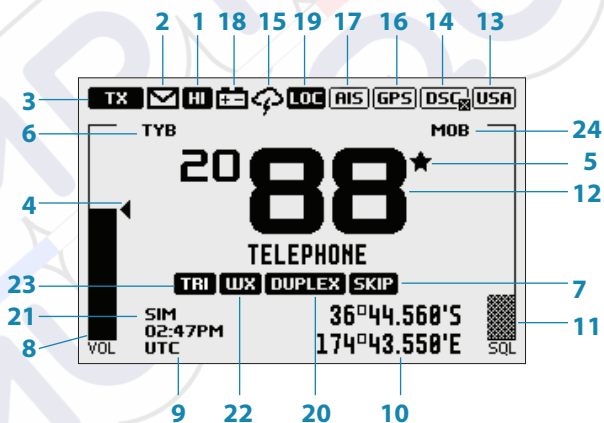 2 1 18 15 19 17 16 14 13
3 TX HI LOC AIS GPS DSC USA
6 TYB MOB 24
5
20 88 12
4
TELEPHONE
23 TRI WX DUPLEX SKIP 7
21 SIM 36°44.560'S
02:47PM 11
8 VOL UTC 174°43.550'E SQL
9 22 20 10